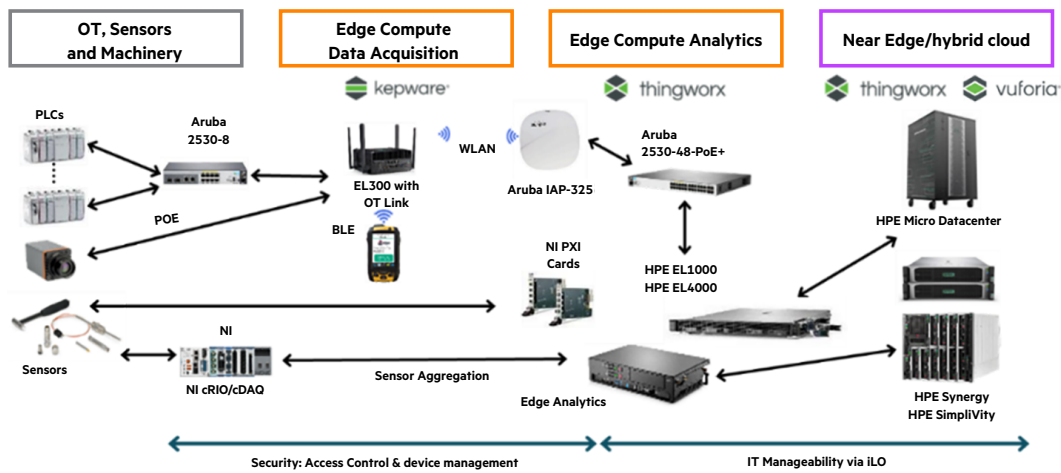 OT, Sensors
and Machinery
Edge Compute
Data Acquisition
Edge Compute Analytics
Near Edge/hybrid cloud
kepware®
thingworx
thingworx
vuforia®
PLCs
Aruba
2530-8
WLAN
Aruba
2530-48-PoE+
Aruba IAP-325
EL300 with
OT Link
POE
BLE
HPE Micro Datacenter
NI PXI
Cards
HPE EL1000
HPE EL4000
NI
Sensors
NI cRIO/cDAQ
Sensor Aggregation
Edge Analytics
HPE Synergy
HPE SimpliVity
Security: Access Control & device management
IT Manageability via iLO